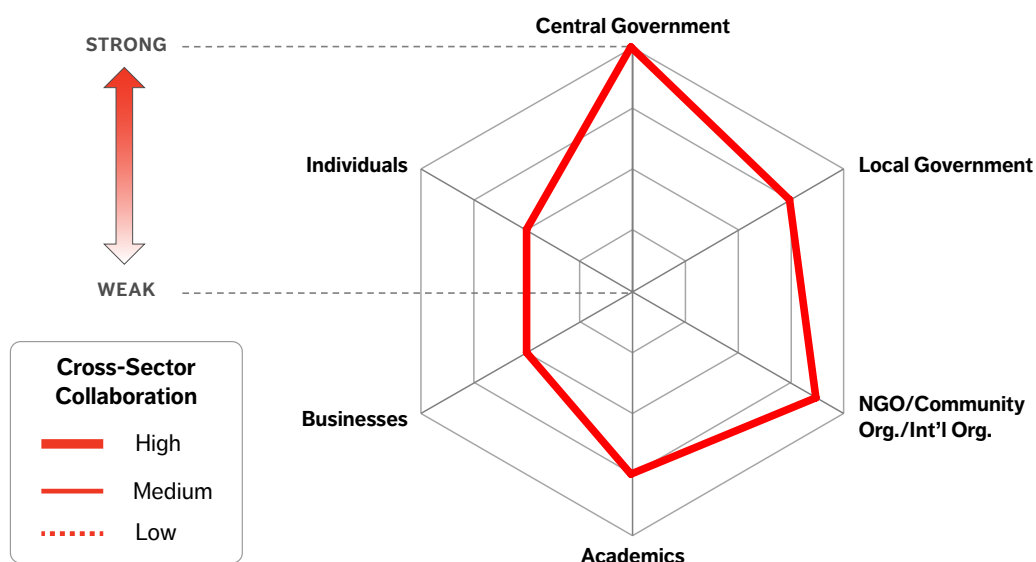 Central Government
STRONG
Individuals
Local Government
WEAK
Cross-Sector
Collaboration
High
Medium
Low
Businesses
NGO/Community
Org./Int’l Org.
Academics